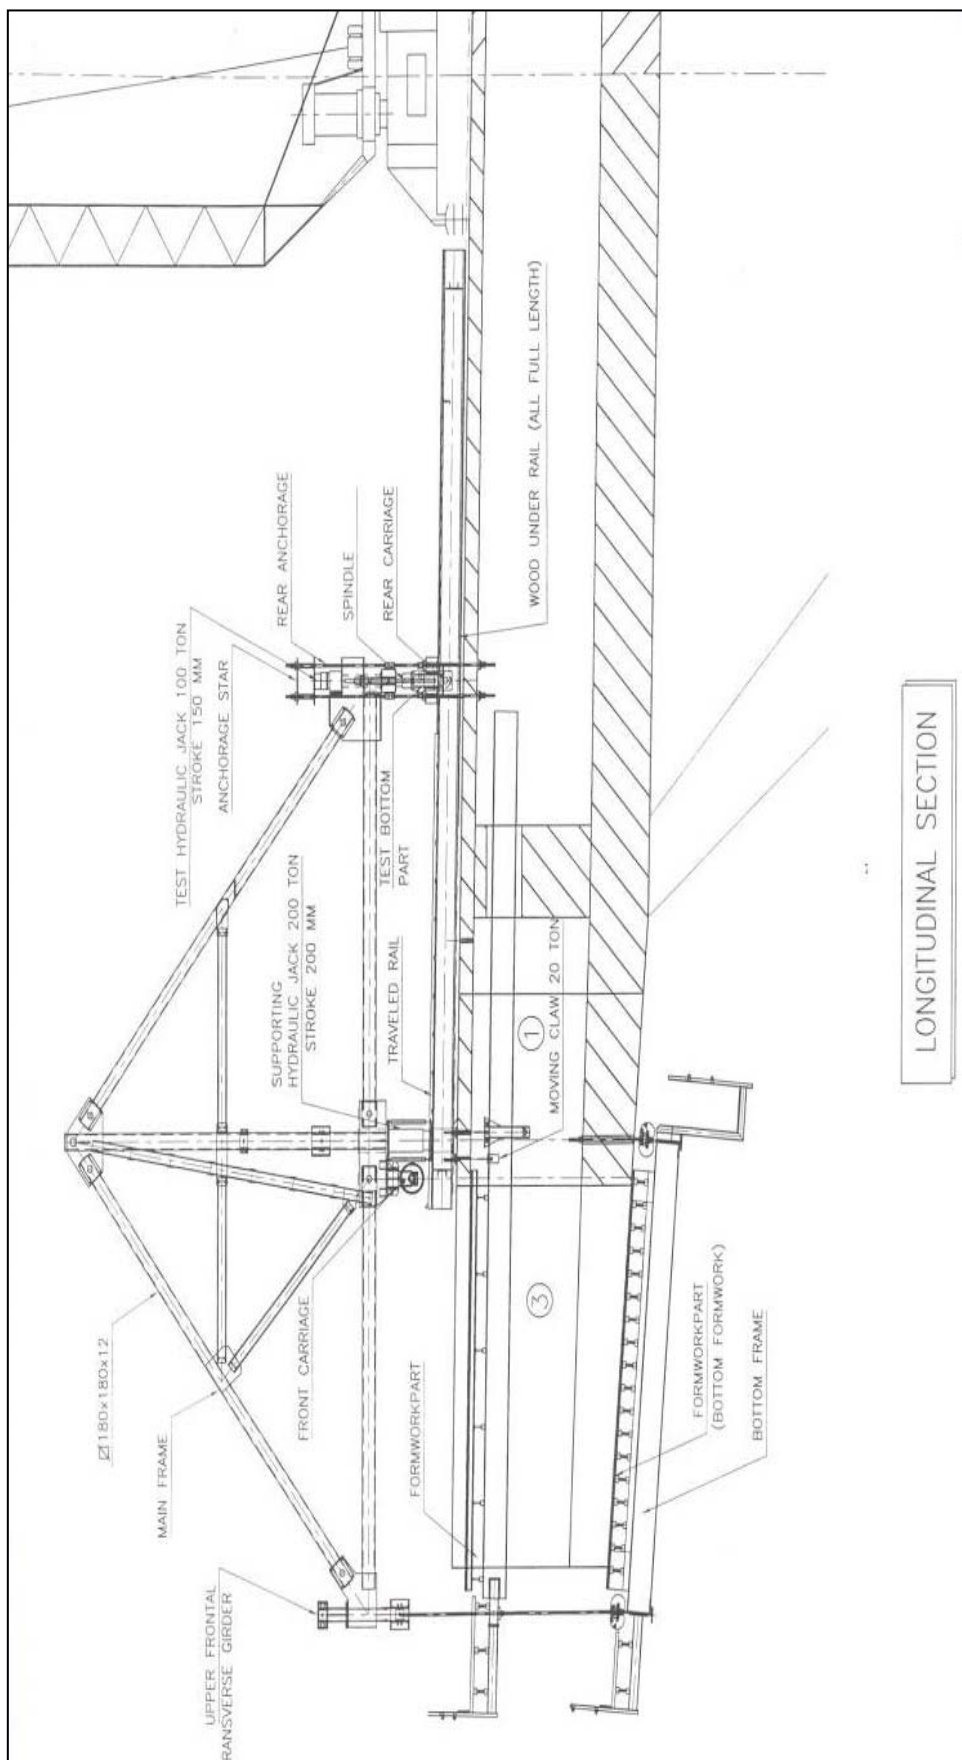 TEST HYDRAULIC JACK 100 TON
STROKE 150 MM
ANCHORAGE STAR
REAR ANCHORAGE
SPINDLE
REAR CARRIAGE
WOOD UNDER RAIL (ALL FULL LENGTH)
TEST BOTTOM
PART
SUPPORTING
HYDRAULIC JACK 200 TON
STROKE 200 MM
TRAVELED RAIL
MOVING CLAW 20 TON
1
3
⌀180x180x12
MAIN FRAME
FRONT CARRIAGE
FORMWORKPART
UPPER FRONTAL
RANSVERSE GIRDER
FORMWORKPART
(BOTTOM FORMWORK)
BOTTOM FRAME
LONGITUDINAL SECTION